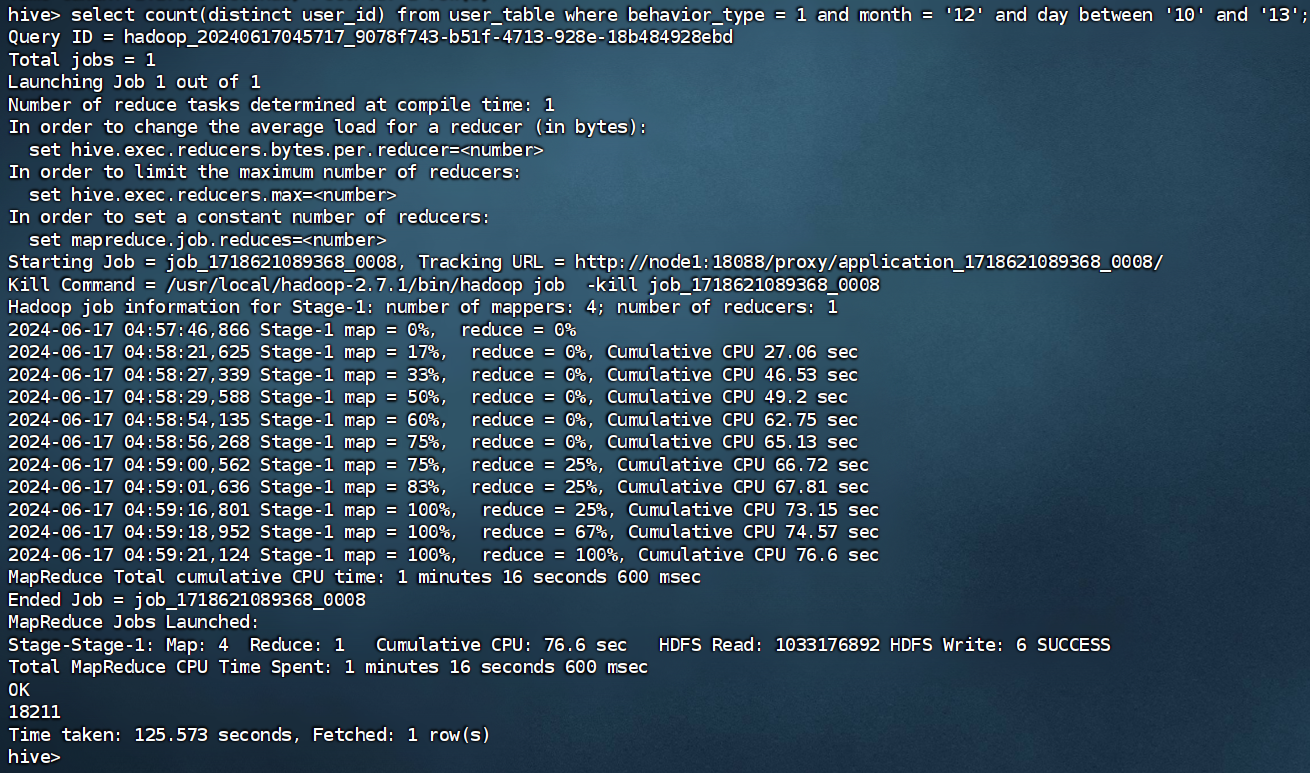 hive> select count(distinct user_id) from user_table where behavior_type = 1 and month = '12' and day between '10' and '13';
Query ID = hadoop_20240617045717_9078f743-b51f-4713-928e-18b484928ebd
Total jobs = 1
Launching Job 1 out of 1
Number of reduce tasks determined at compile time: 1
In order to change the average load for a reducer (in bytes):
  set hive.exec.reducers.bytes.per.reducer=<number>
In order to limit the maximum number of reducers:
  set hive.exec.reducers.max=<number>
In order to set a constant number of reducers:
  set mapreduce.job.reduces=<number>
Starting Job = job_1718621089368_0008, Tracking URL = http://node1:18088/proxy/application_1718621089368_0008/
Kill Command = /usr/local/hadoop-2.7.1/bin/hadoop job  -kill job_1718621089368_0008
Hadoop job information for Stage-1: number of mappers: 4; number of reducers: 1
2024-06-17 04:57:46,866 Stage-1 map = 0%,  reduce = 0%
2024-06-17 04:58:21,625 Stage-1 map = 17%,  reduce = 0%, Cumulative CPU 27.06 sec
2024-06-17 04:58:27,339 Stage-1 map = 33%,  reduce = 0%, Cumulative CPU 46.53 sec
2024-06-17 04:58:29,588 Stage-1 map = 50%,  reduce = 0%, Cumulative CPU 49.2 sec
2024-06-17 04:58:54,135 Stage-1 map = 60%,  reduce = 0%, Cumulative CPU 62.75 sec
2024-06-17 04:58:56,268 Stage-1 map = 75%,  reduce = 0%, Cumulative CPU 65.13 sec
2024-06-17 04:59:00,562 Stage-1 map = 75%,  reduce = 25%, Cumulative CPU 66.72 sec
2024-06-17 04:59:01,636 Stage-1 map = 83%,  reduce = 25%, Cumulative CPU 67.81 sec
2024-06-17 04:59:16,801 Stage-1 map = 100%,  reduce = 25%, Cumulative CPU 73.15 sec
2024-06-17 04:59:18,952 Stage-1 map = 100%,  reduce = 67%, Cumulative CPU 74.57 sec
2024-06-17 04:59:21,124 Stage-1 map = 100%,  reduce = 100%, Cumulative CPU 76.6 sec
MapReduce Total cumulative CPU time: 1 minutes 16 seconds 600 msec
Ended Job = job_1718621089368_0008
MapReduce Jobs Launched:
Stage-Stage-1: Map: 4  Reduce: 1   Cumulative CPU: 76.6 sec   HDFS Read: 1033176892 HDFS Write: 6 SUCCESS
Total MapReduce CPU Time Spent: 1 minutes 16 seconds 600 msec
OK
18211
Time taken: 125.573 seconds, Fetched: 1 row(s)
hive>